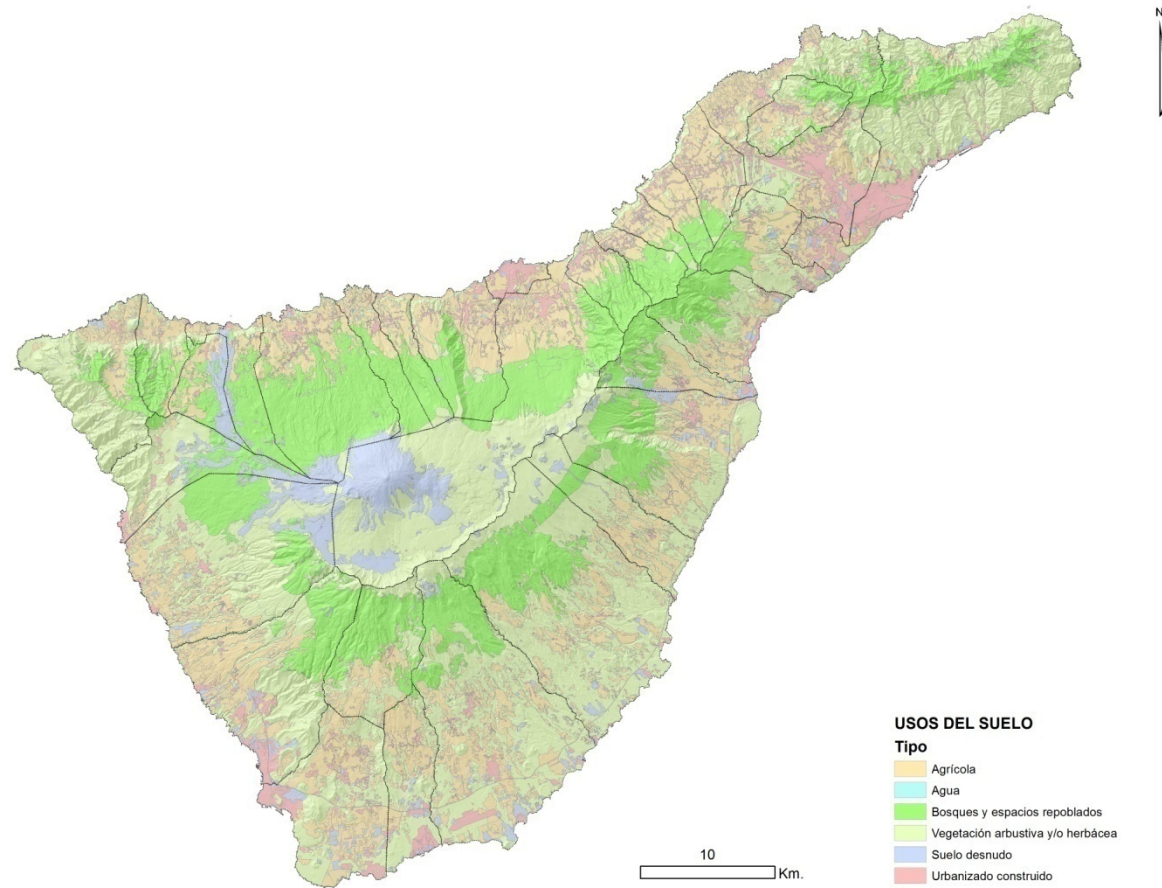 N
USOS DEL SUELO
Tipo
Agrícola
Agua
Bosques y espacios repoblados
Vegetación arbustiva y/o herbácea
Suelo desnudo
Urbanizado construido
10
Km.